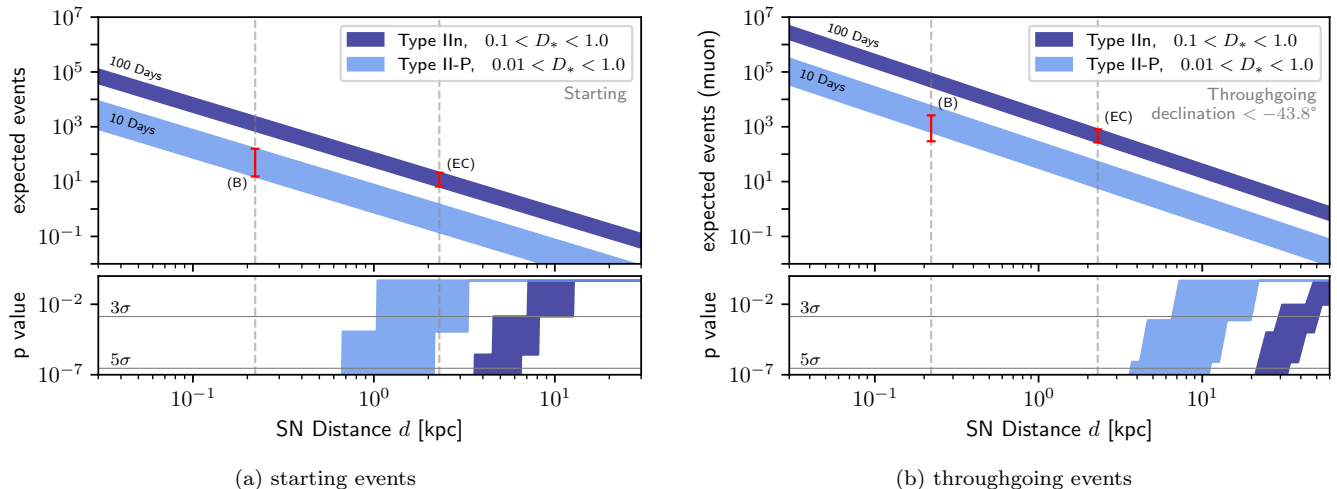 10^7
10^5
10^3
10^1
10^{-1}
expected events
100 Days
10 Days
Type IIn, 0.1 < D_* < 1.0
Type II-P, 0.01 < D_* < 1.0
Starting
(B)
(EC)
10^{-2}
10^{-7}
p value
3σ
5σ
10^{-1}
10^0
10^1
SN Distance d [kpc]
(a) starting events
10^7
10^5
10^3
10^1
10^{-1}
expected events (muon)
100 Days
10 Days
Type IIn, 0.1 < D_* < 1.0
Type II-P, 0.01 < D_* < 1.0
Throughgoing
declination < −43.8°
(B)
(EC)
10^{-2}
10^{-7}
p value
3σ
5σ
10^{-1}
10^0
10^1
SN Distance d [kpc]
(b) throughgoing events